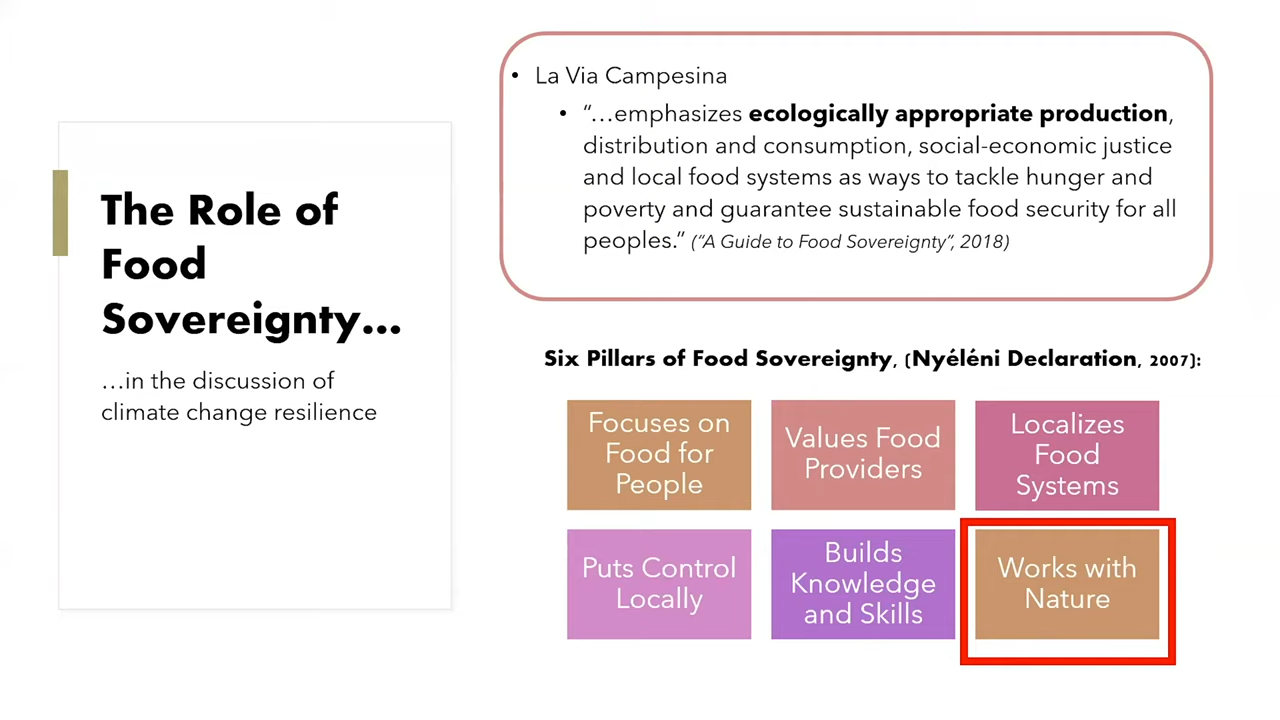 The Role of
Food
Sovereignty...
...in the discussion of
climate change resilience
• La Via Campesina
• “...emphasizes ecologically appropriate production,
distribution and consumption, social-economic justice
and local food systems as ways to tackle hunger and
poverty and guarantee sustainable food security for all
peoples.” (“A Guide to Food Sovereignty”, 2018)
Six Pillars of Food Sovereignty, (Nyéléni Declaration, 2007):
Focuses on
Food for
People
Values Food
Providers
Localizes
Food
Systems
Puts Control
Locally
Builds
Knowledge
and Skills
Works with
Nature